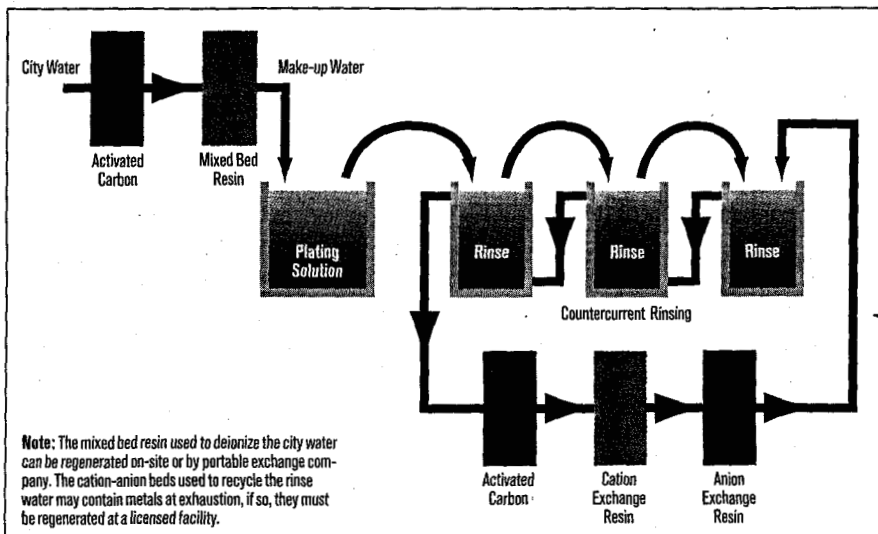 City Water
Make-up Water
Activated
Carbon
Mixed Bed
Resin
Plating
Solution
Rinse
Rinse
Rinse
Countercurrent Rinsing
Note: The mixed bed resin used to deionize the city water
can be regenerated on-site or by portable exchange com-
pany. The cation-anion beds used to recycle the rinse
water may contain metals at exhaustion, if so, they must
be regenerated at a licensed facility.
Activated
Carbon
Cation
Exchange
Resin
Anion
Exchange
Resin